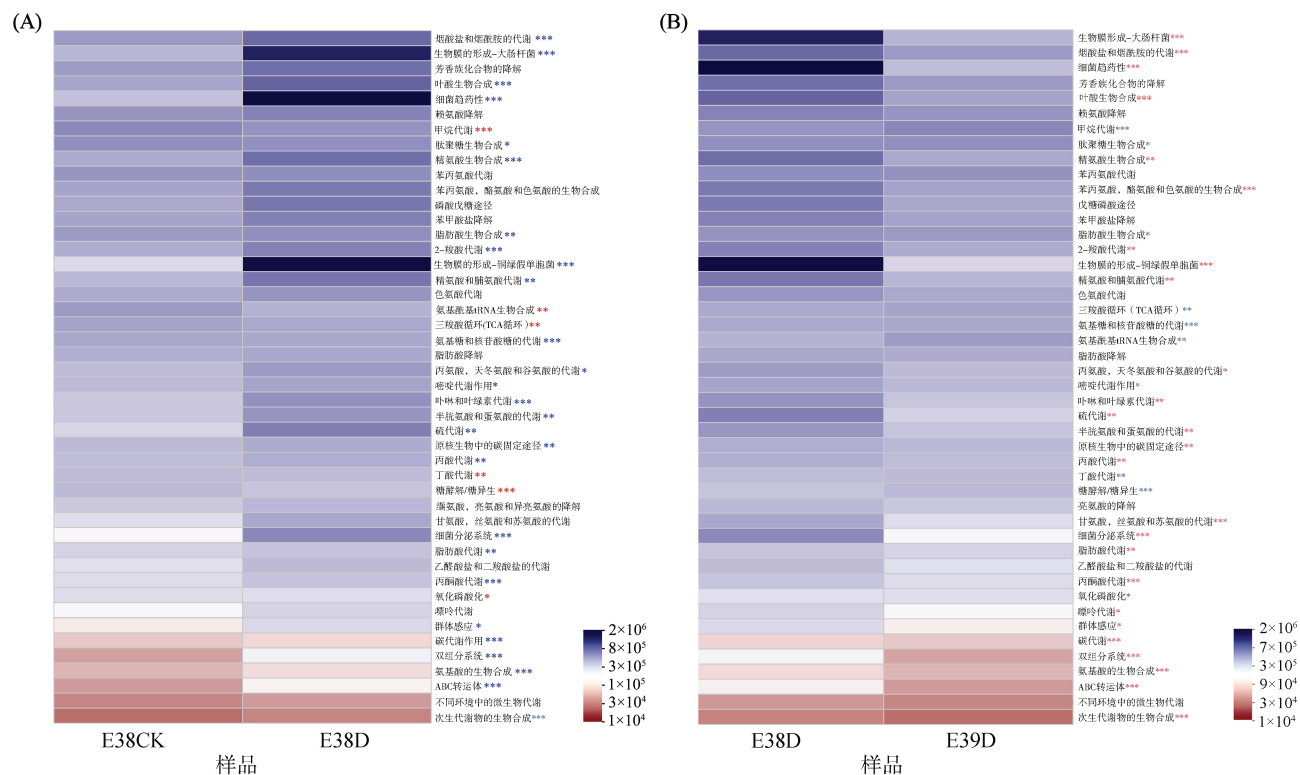 (A)
烟酸盐和烟酰胺的代谢 ***
生物膜的形成-大肠杆菌 ***
芳香族化合物的降解
叶酸生物合成 ***
细菌趋药性 ***
赖氨酸降解
甲烷代谢 ***
肽聚糖生物合成 *
精氨酸生物合成 ***
苯丙氨酸代谢
苯丙氨酸，酪氨酸和色氨酸的生物合成
磷酸戊糖途径
苯甲酸盐降解
脂肪酸生物合成 **
2-羧酸代谢 ***
生物膜的形成-铜绿假单胞菌 ***
精氨酸和脯氨酸代谢 **
色氨酸代谢
氨基酰基tRNA生物合成 **
三羧酸循环(TCA循环) **
氨基糖和核苷酸糖的代谢 ***
脂肪酸降解
丙氨酸，天冬氨酸和谷氨酸的代谢 *
嘧啶代谢作用 *
卟啉和叶绿素代谢 ***
半胱氨酸和蛋氨酸的代谢 **
硫代谢 **
原核生物中的碳固定途径 **
丙酸代谢 **
丁酸代谢 **
糖酵解/糖异生 ***
缬氨酸，亮氨酸和异亮氨酸的降解
甘氨酸，丝氨酸和苏氨酸的代谢
细菌分泌系统 ***
脂肪酸代谢 **
乙醛酸盐和二羧酸盐的代谢
丙酮酸代谢 ***
氧化磷酸化 *
嘌呤代谢
群体感应 *
碳代谢作用 ***
双组分系统 ***
氨基酸的生物合成 ***
ABC转运体 ***
不同环境中的微生物代谢
次生代谢物的生物合成 ***
2×10⁶
8×10⁵
3×10⁵
1×10⁵
3×10⁴
1×10⁴
E38CK
E38D
样品
(B)
生物膜形成-大肠杆菌 ***
烟酸盐和烟酰胺的代谢 ***
细菌趋药性 ***
芳香族化合物的降解
叶酸生物合成 ***
赖氨酸降解
甲烷代谢 ***
肽聚糖生物合成 *
精氨酸生物合成 **
苯丙氨酸代谢
苯丙氨酸，酪氨酸和色氨酸的生物合成 ***
戊糖磷酸途径
苯甲酸盐降解
脂肪酸生物合成 *
2-羧酸代谢 **
生物膜的形成-铜绿假单胞菌 ***
精氨酸和脯氨酸代谢 **
色氨酸代谢
三羧酸循环（TCA循环） **
氨基糖和核苷酸糖的代谢 ***
氨基酰基tRNA生物合成 **
脂肪酸降解
丙氨酸，天冬氨酸和谷氨酸的代谢 *
嘧啶代谢作用 *
卟啉和叶绿素代谢 **
硫代谢 **
半胱氨酸和蛋氨酸的代谢 **
原核生物中的碳固定途径 **
丙酸代谢 **
丁酸代谢 **
糖酵解/糖异生 ***
亮氨酸的降解
甘氨酸，丝氨酸和苏氨酸的代谢 ***
细菌分泌系统 ***
脂肪酸代谢 **
乙醛酸盐和二羧酸盐的代谢
丙酮酸代谢 ***
氧化磷酸化 *
嘌呤代谢 *
群体感应 *
碳代谢 ***
双组分系统 ***
氨基酸的生物合成 ***
ABC转运体 ***
不同环境中的微生物代谢
次生代谢物的生物合成 ***
2×10⁶
7×10⁵
3×10⁵
9×10⁴
3×10⁴
1×10⁴
E38D
E39D
样品